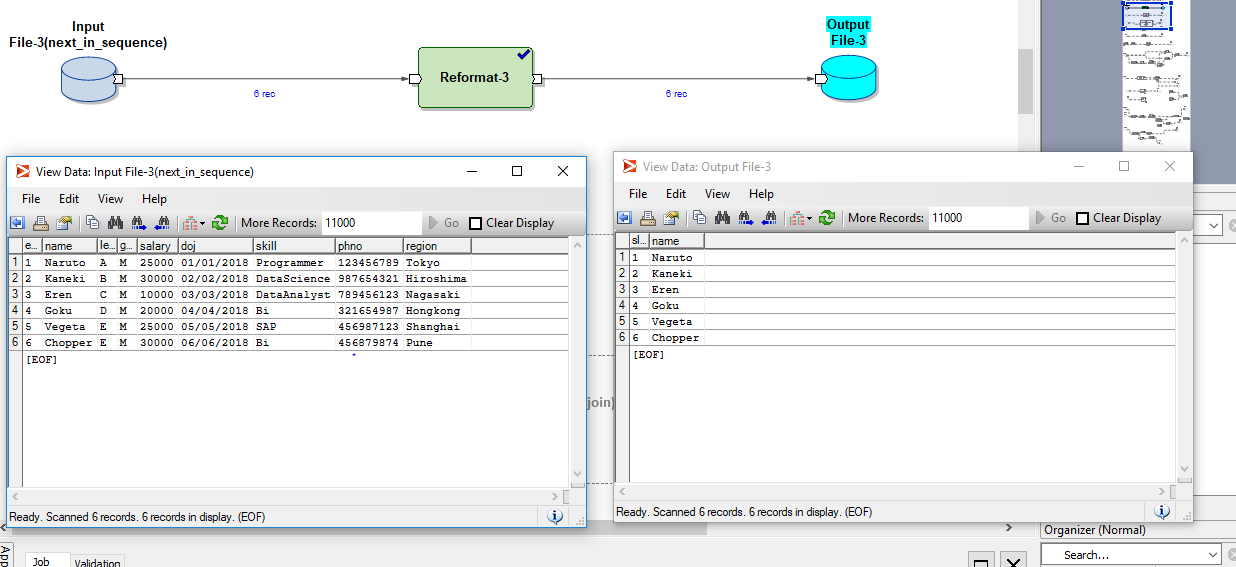 Input
File-3(next_in_sequence)
Reformat-3
Output
File-3
6 rec
6 rec
View Data: Input File-3(next_in_sequence)
File Edit View Help
More Records: 11000 Go Clear Display
e... name le... g... salary doj skill phno region
1 1 Naruto A M 25000 01/01/2018 Programmer 123456789 Tokyo
2 2 Kaneki B M 30000 02/02/2018 DataScience 987654321 Hiroshima
3 3 Eren C M 10000 03/03/2018 DataAnalyst 789456123 Nagasaki
4 4 Goku D M 20000 04/04/2018 Bi 321654987 Hongkong
5 5 Vegeta E M 25000 05/05/2018 SAP 456987123 Shanghai
6 6 Chopper E M 30000 06/06/2018 Bi 456879874 Pune
[EOF]
Ready. Scanned 6 records. 6 records in display. (EOF)
View Data: Output File-3
File Edit View Help
More Records: 11000 Go Clear Display
sl... name
1 1 Naruto
2 2 Kaneki
3 3 Eren
4 4 Goku
5 5 Vegeta
6 6 Chopper
[EOF]
Ready. Scanned 6 records. 6 records in display. (EOF)
join)
Organizer (Normal)
Search...
App
Job Validation